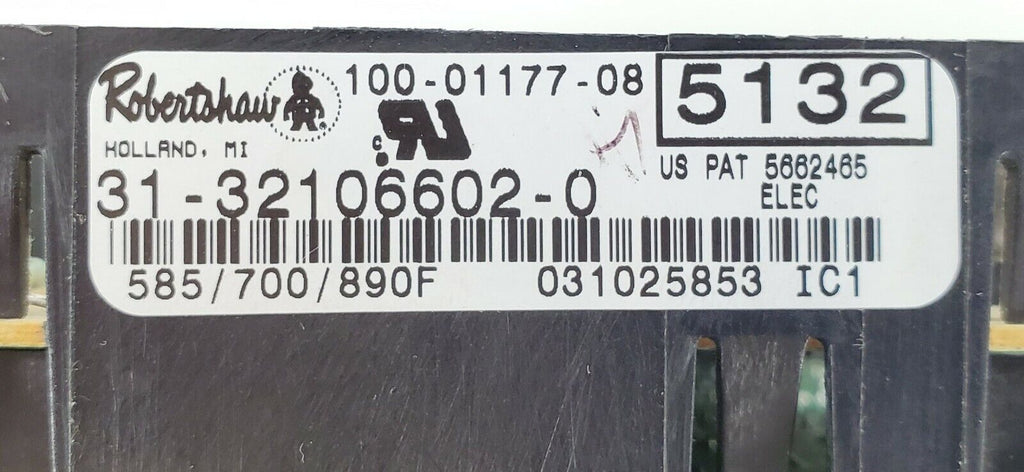 Robertshaw
100-01177-08
5132
HOLLAND, MI
US PAT 5662465
ELEC
31-32106602-0
585/700/890F 031025853 IC1